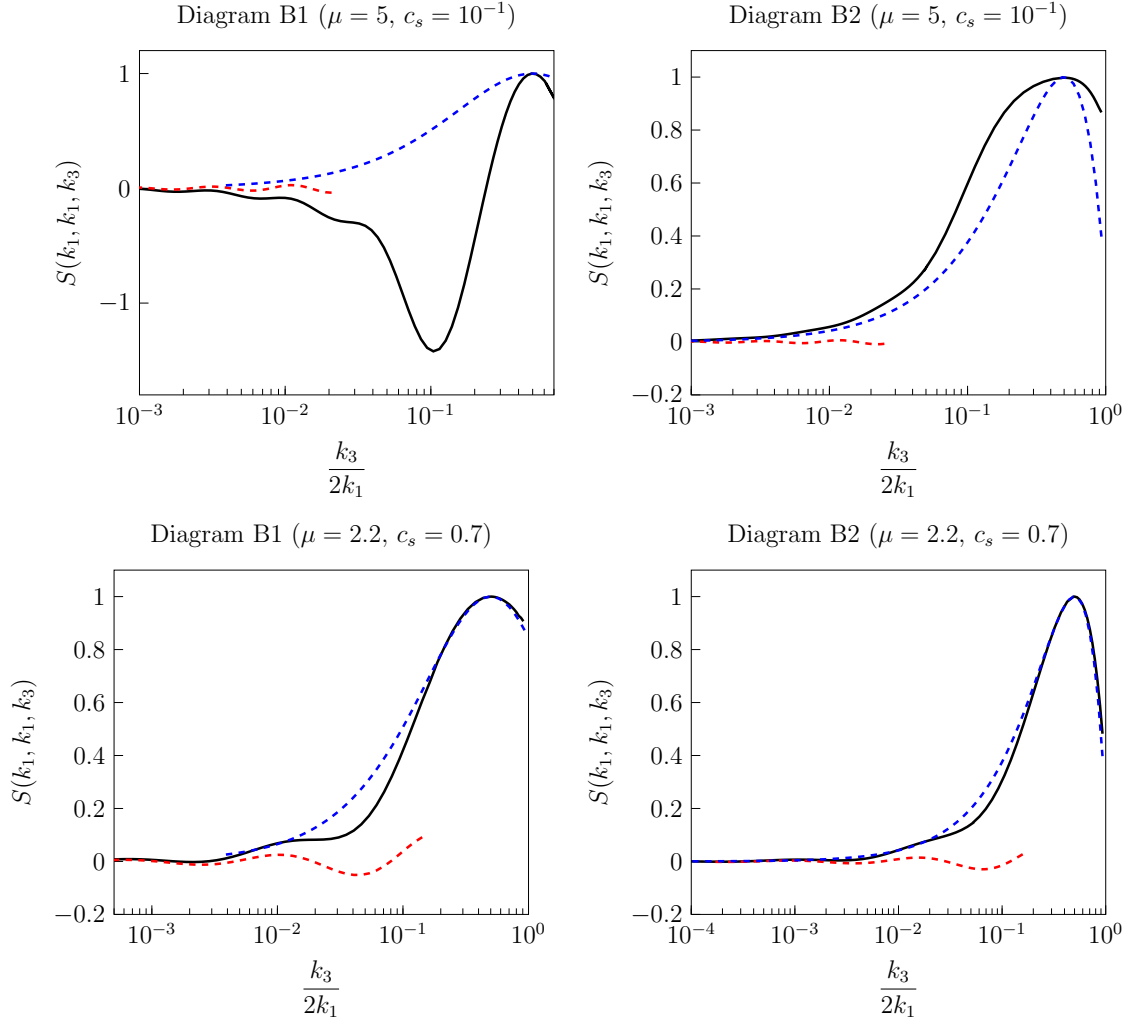 Diagram B1 (μ = 5, c_s = 10^{-1})
S(k_1, k_1, k_3)
1
0
−1
10^{-3}
10^{-2}
10^{-1}
k_3
2k_1
Diagram B2 (μ = 5, c_s = 10^{-1})
S(k_1, k_1, k_3)
1
0.8
0.6
0.4
0.2
0
−0.2
10^{-3}
10^{-2}
10^{-1}
10^0
k_3
2k_1
Diagram B1 (μ = 2.2, c_s = 0.7)
S(k_1, k_1, k_3)
1
0.8
0.6
0.4
0.2
0
−0.2
10^{-3}
10^{-2}
10^{-1}
10^0
k_3
2k_1
Diagram B2 (μ = 2.2, c_s = 0.7)
S(k_1, k_1, k_3)
1
0.8
0.6
0.4
0.2
0
−0.2
10^{-4}
10^{-3}
10^{-2}
10^{-1}
10^0
k_3
2k_1